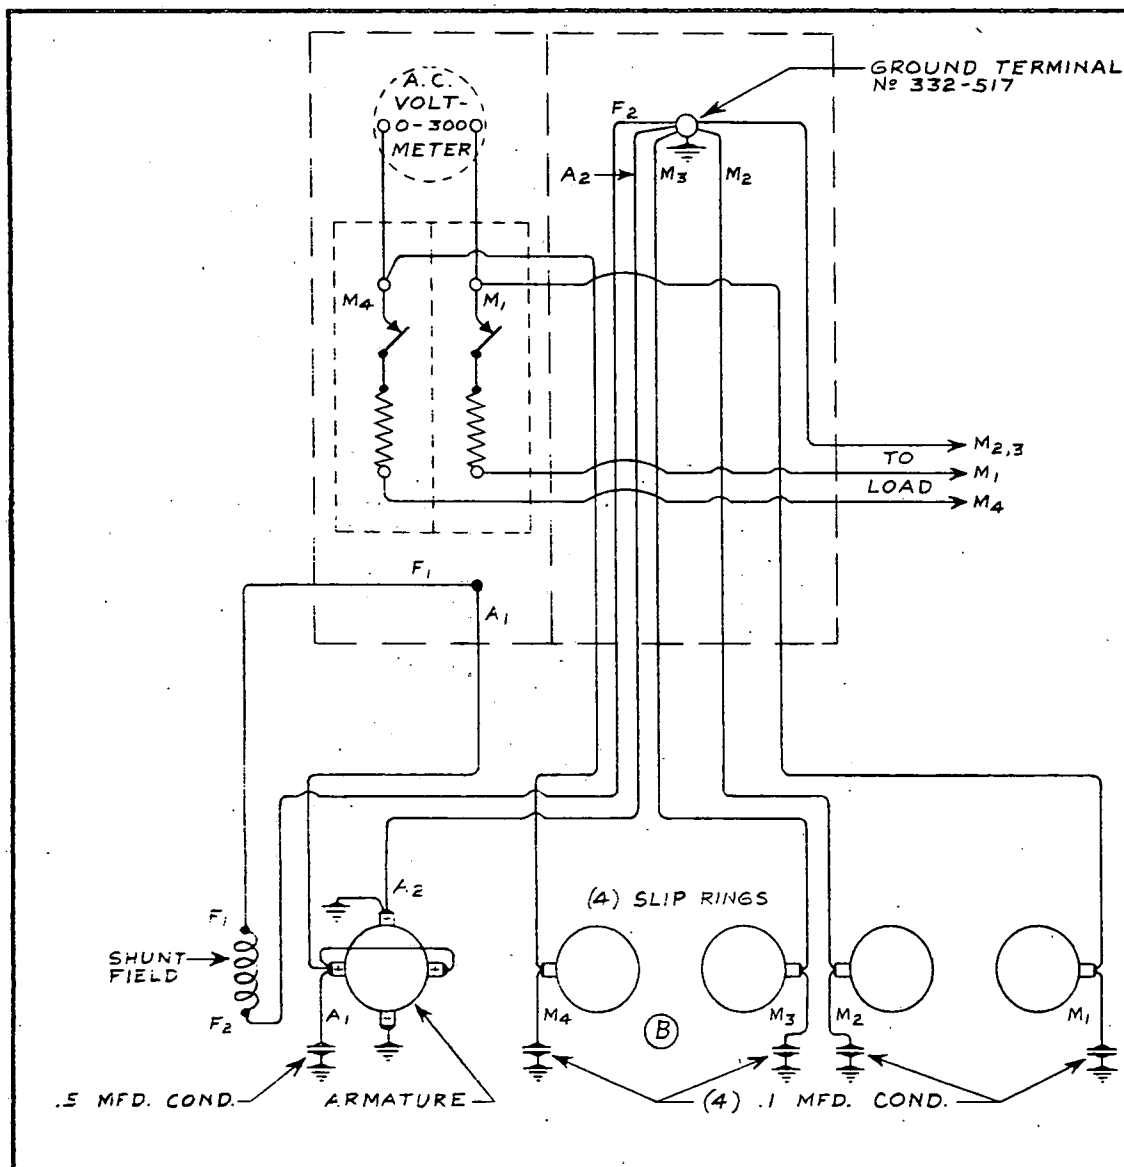 A.C.
VOLT-
0-300
METER
GROUND TERMINAL
Nº 332-517
F2
A2
M3
M2
M4
M1
M2,3
TO
M1
LOAD
M4
F1
A1
A2
(4) SLIP RINGS
F1
SHUNT
FIELD
F2
A1
M4
B
M3
M2
M1
.5 MFD. COND.
ARMATURE
(4) .1 MFD. COND.
+
+
-
-